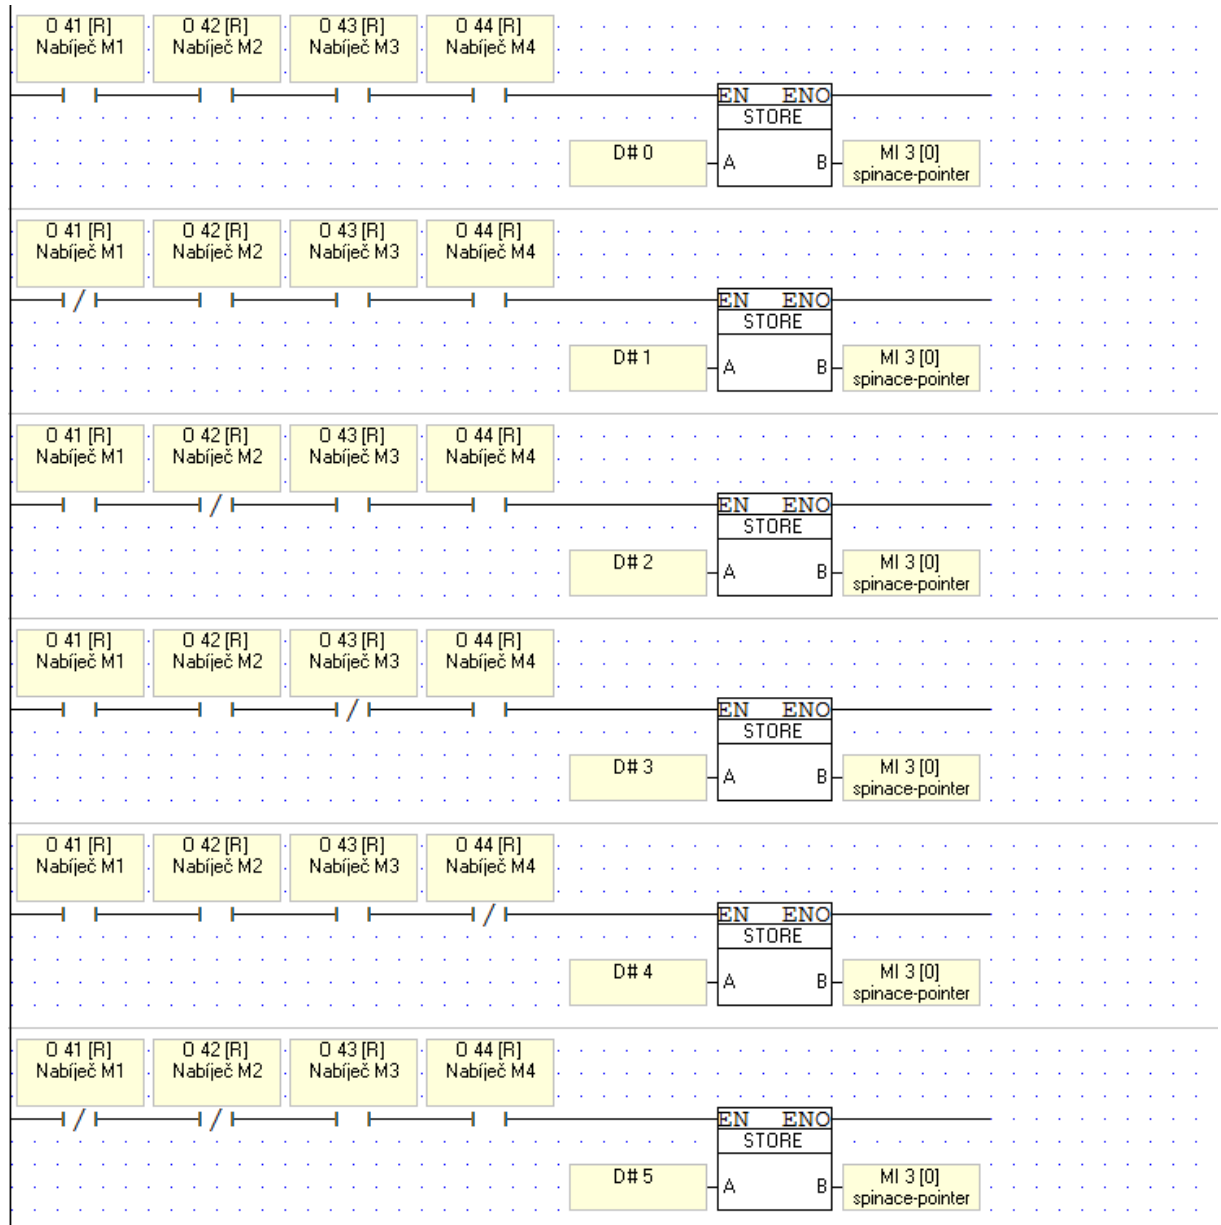 O 41 [R] O 42 [R] O 43 [R] O 44 [R]
Nabíječ M1 Nabíječ M2 Nabíječ M3 Nabíječ M4
EN ENO
STORE
D# 0 A B MI 3 [0]
spinace-pointer
O 41 [R] O 42 [R] O 43 [R] O 44 [R]
Nabíječ M1 Nabíječ M2 Nabíječ M3 Nabíječ M4
EN ENO
STORE
D# 1 A B MI 3 [0]
spinace-pointer
O 41 [R] O 42 [R] O 43 [R] O 44 [R]
Nabíječ M1 Nabíječ M2 Nabíječ M3 Nabíječ M4
EN ENO
STORE
D# 2 A B MI 3 [0]
spinace-pointer
O 41 [R] O 42 [R] O 43 [R] O 44 [R]
Nabíječ M1 Nabíječ M2 Nabíječ M3 Nabíječ M4
EN ENO
STORE
D# 3 A B MI 3 [0]
spinace-pointer
O 41 [R] O 42 [R] O 43 [R] O 44 [R]
Nabíječ M1 Nabíječ M2 Nabíječ M3 Nabíječ M4
EN ENO
STORE
D# 4 A B MI 3 [0]
spinace-pointer
O 41 [R] O 42 [R] O 43 [R] O 44 [R]
Nabíječ M1 Nabíječ M2 Nabíječ M3 Nabíječ M4
EN ENO
STORE
D# 5 A B MI 3 [0]
spinace-pointer